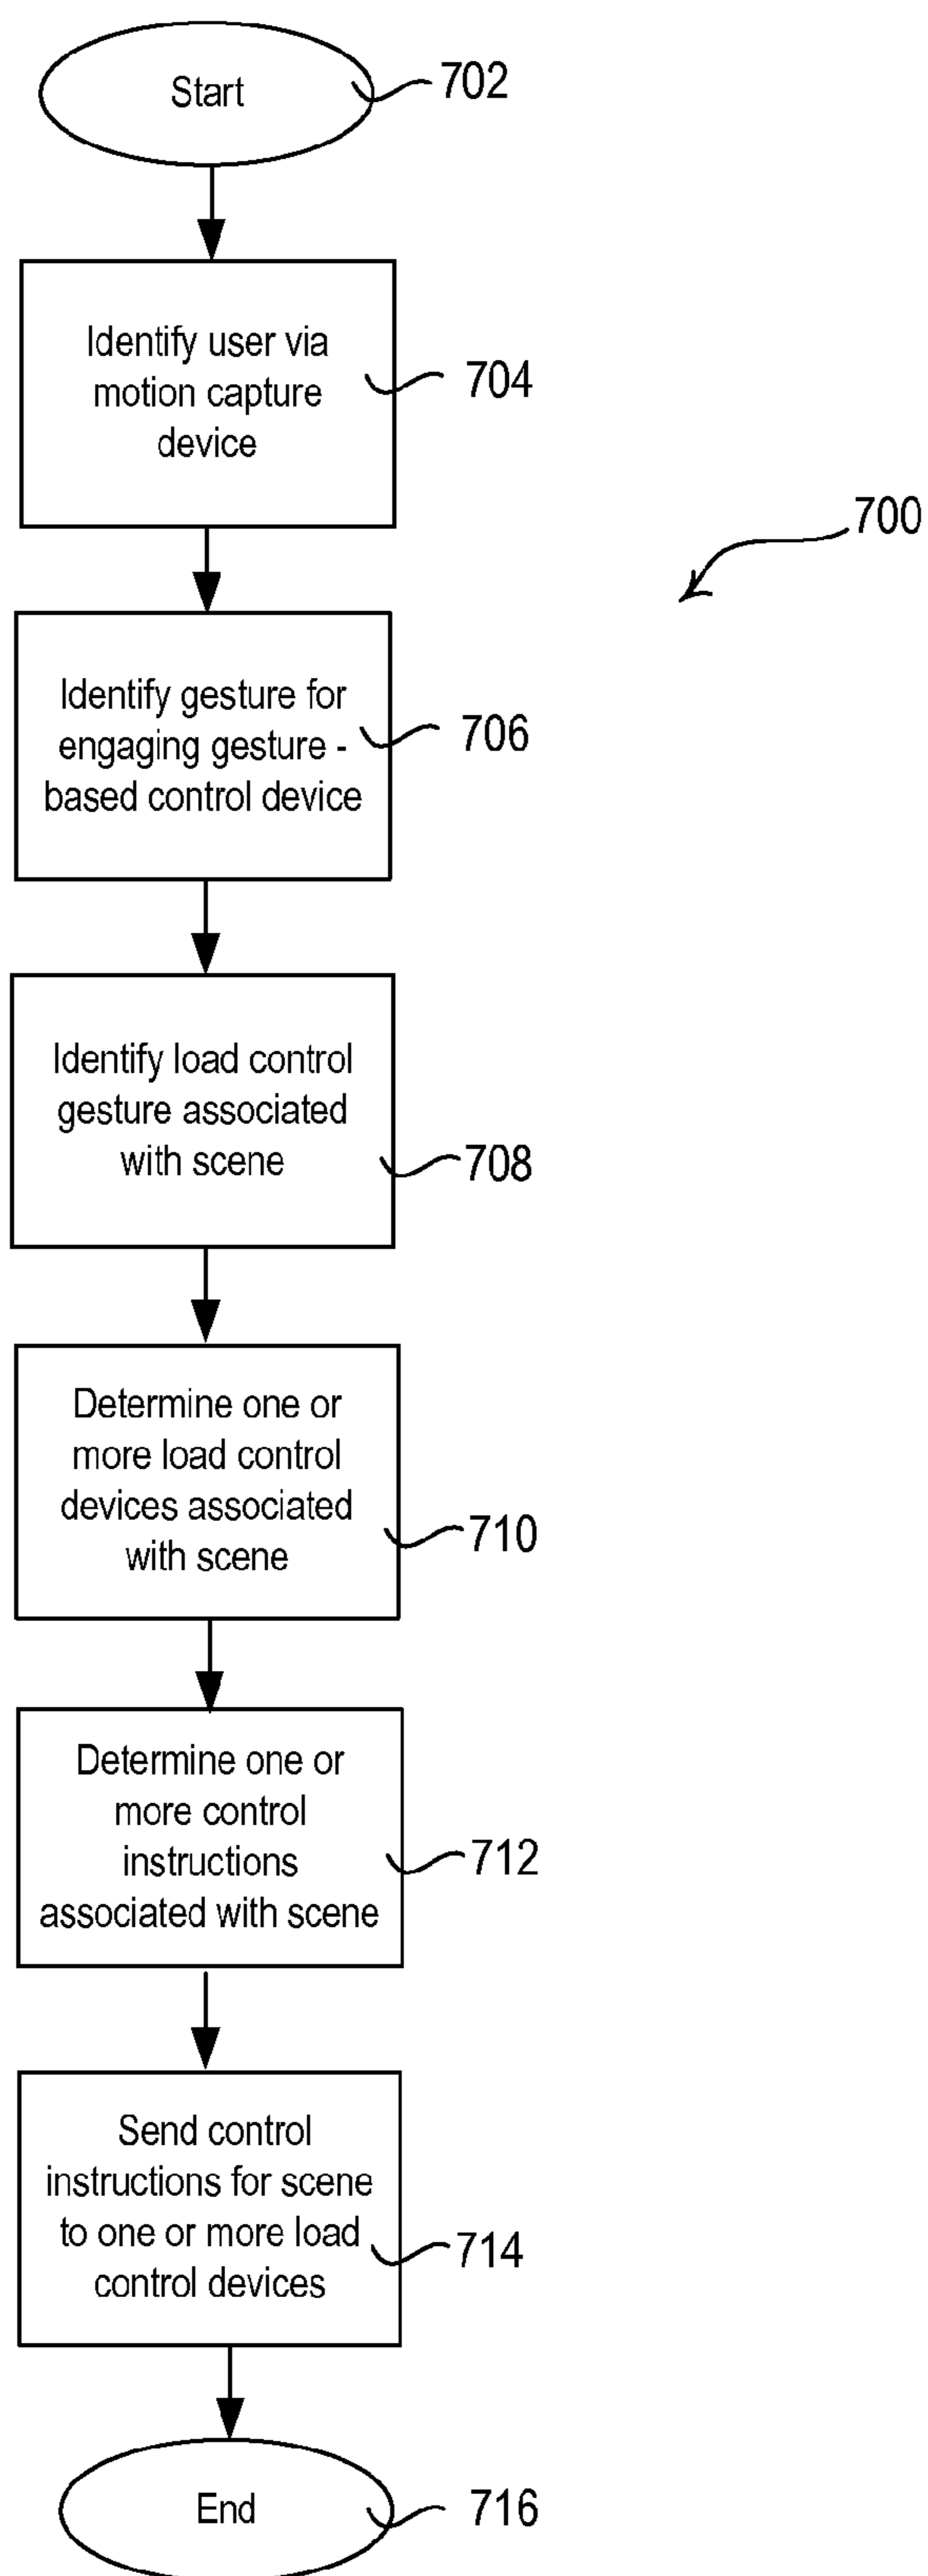 Start
702
Identify user via
motion capture
device
704
700
Identify gesture for
engaging gesture -
based control device
706
Identify load control
gesture associated
with scene
708
Determine one or
more load control
devices associated
with scene
710
Determine one or
more control
instructions
associated with scene
712
Send control
instructions for scene
to one or more load
control devices
714
End
716